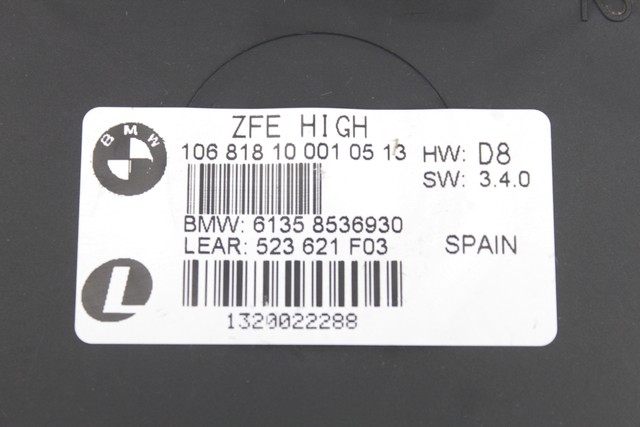 ZFE HIGH
BMW
106 818 10 001 05 13
HW: D8
SW: 3.4.0
BMW: 6135 8536930
LEAR: 523 621 F03
SPAIN
L
1320022288